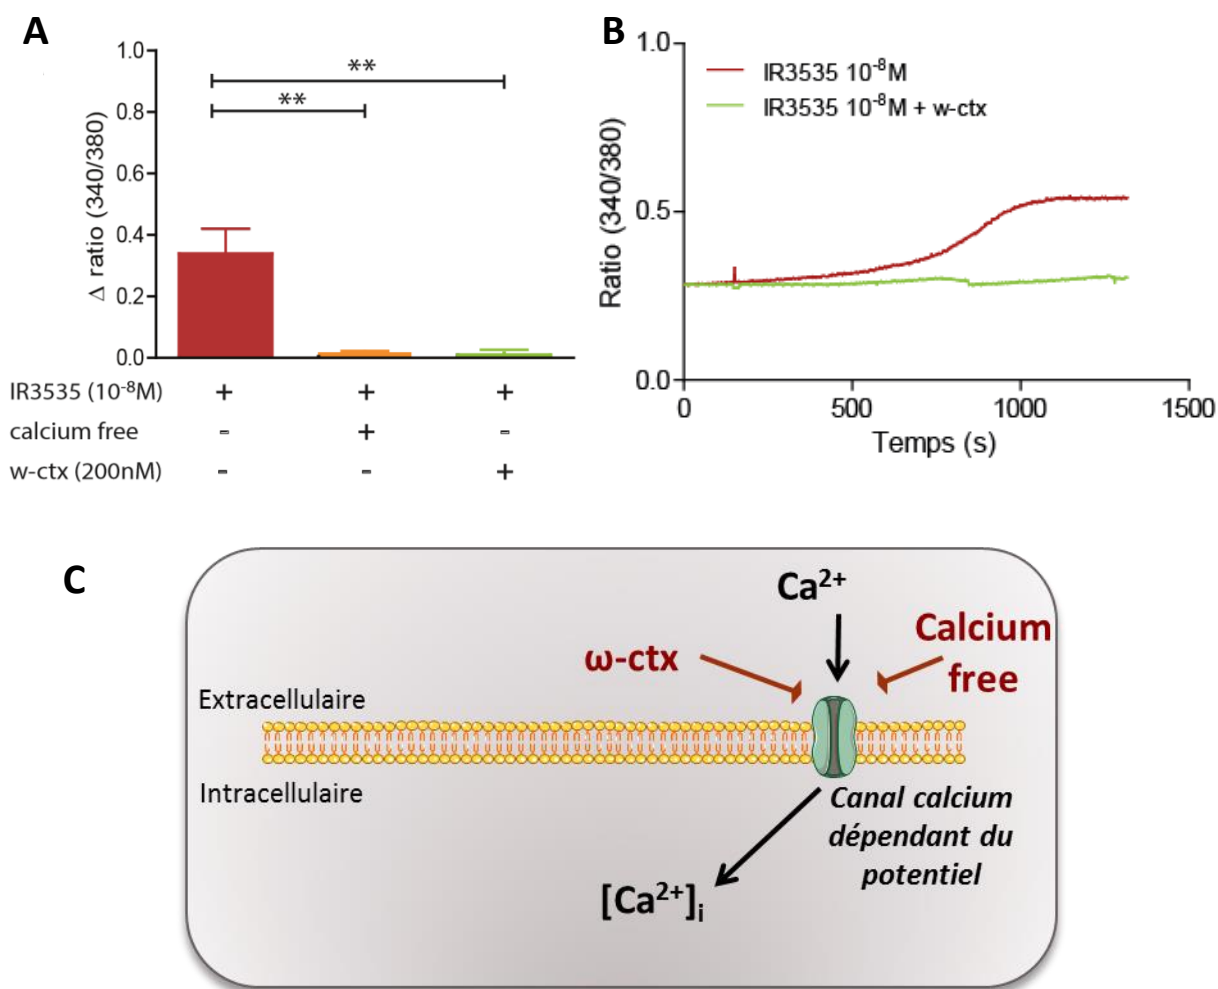 A
1.0
0.8
0.6
0.4
0.2
0.0
Δ ratio (340/380)
**
**
IR3535 (10⁻⁸M) + + +
calcium free - + -
w-ctx (200nM) - - +
B
1.0
0.5
0.0
Ratio (340/380)
IR3535 10⁻⁸M
IR3535 10⁻⁸M + w-ctx
0 500 1000 1500
Temps (s)
C
Ca²⁺
ω-ctx
Calcium
free
Extracellulaire
Intracellulaire
Canal calcium
dépendant du
potentiel
[Ca²⁺]ᵢ